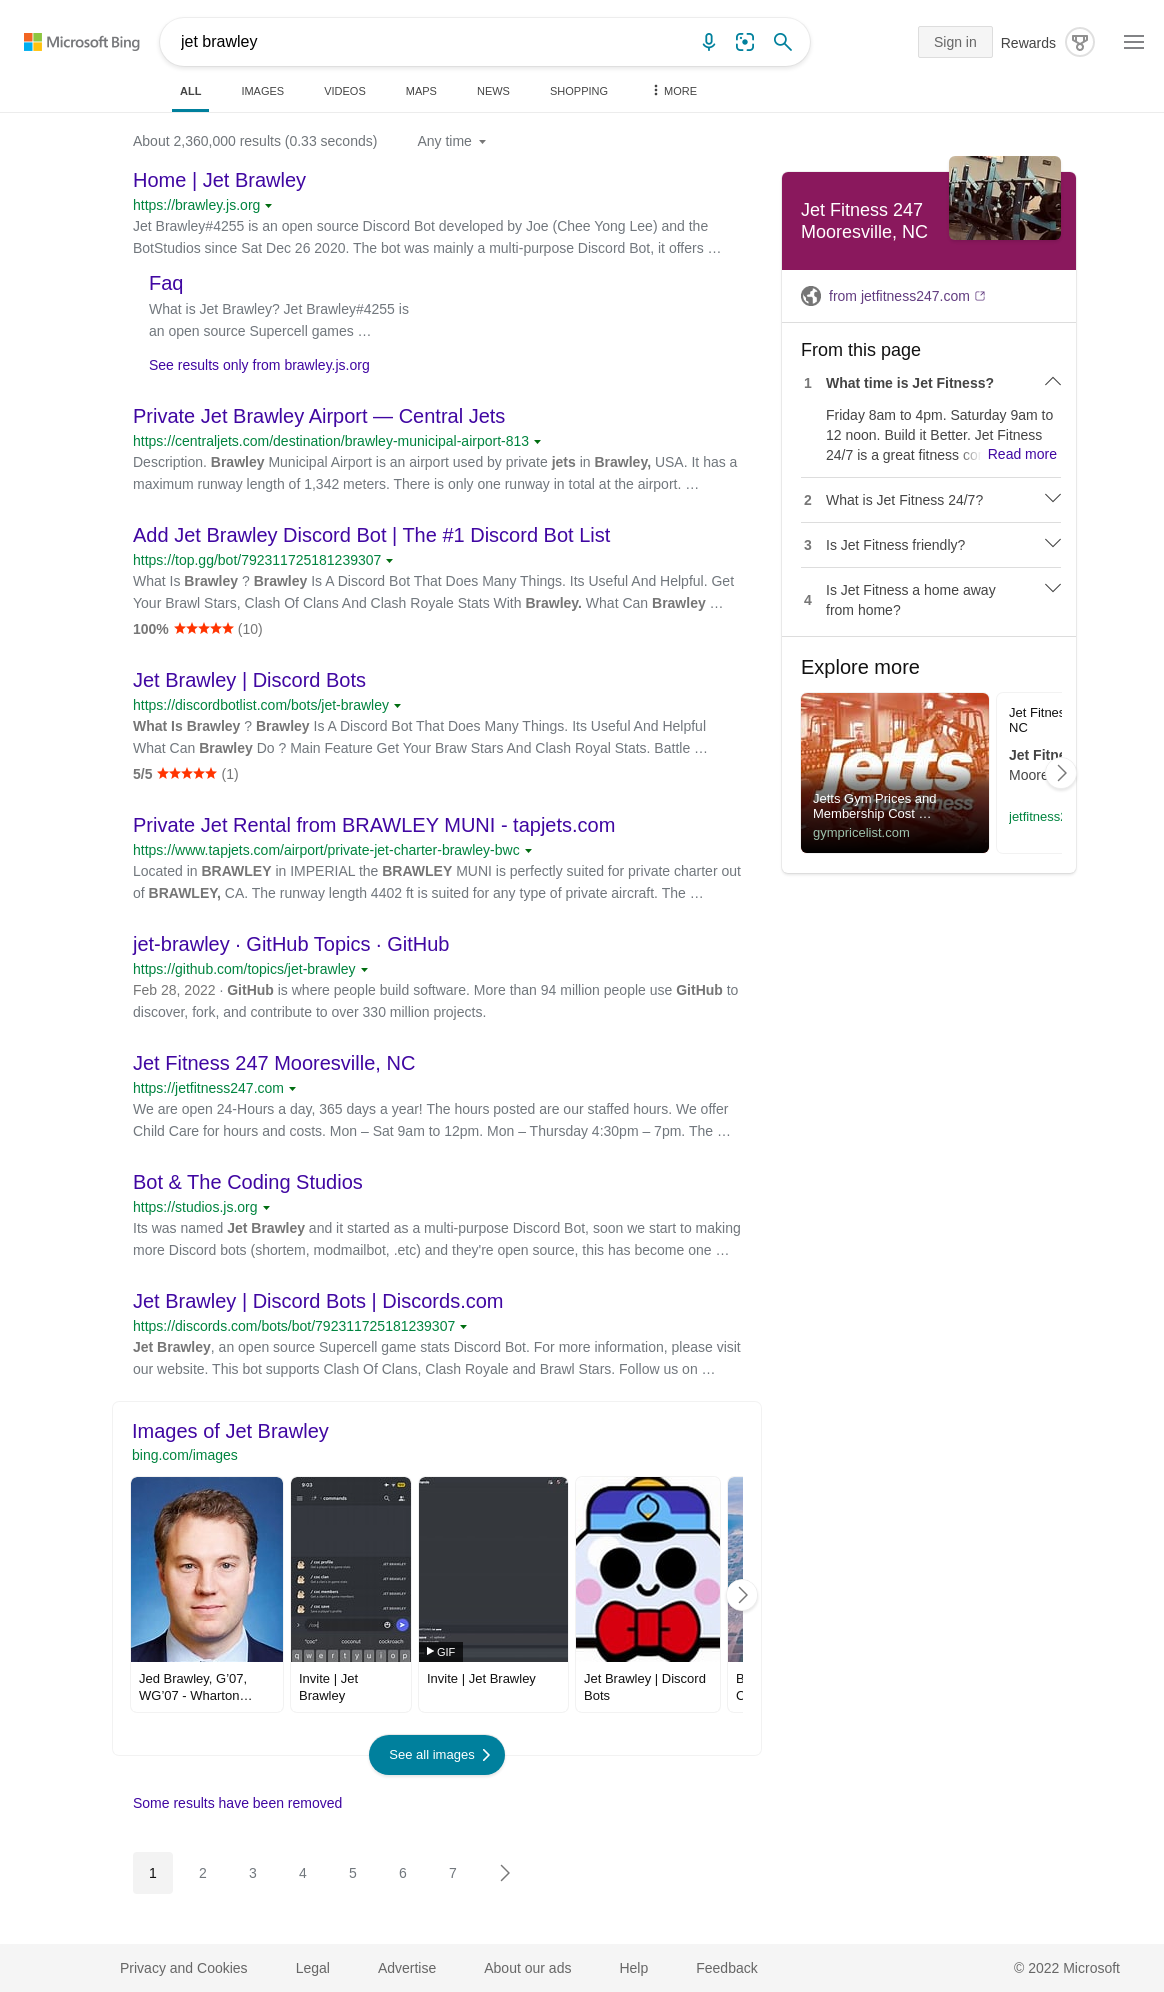 Microsoft Bing
jet brawley
Sign in
Rewards
ALL
IMAGES
VIDEOS
MAPS
NEWS
SHOPPING
MORE
About 2,360,000 results (0.33 seconds)
Any time
Home | Jet Brawley
https://brawley.js.org
Jet Brawley#4255 is an open source Discord Bot developed by Joe (Chee Yong Lee) and the
BotStudios since Sat Dec 26 2020. The bot was mainly a multi-purpose Discord Bot, it offers …
Faq
What is Jet Brawley? Jet Brawley#4255 is
an open source Supercell games …
See results only from brawley.js.org
Private Jet Brawley Airport — Central Jets
https://centraljets.com/destination/brawley-municipal-airport-813
Description. Brawley Municipal Airport is an airport used by private jets in Brawley, USA. It has a
maximum runway length of 1,342 meters. There is only one runway in total at the airport. …
Add Jet Brawley Discord Bot | The #1 Discord Bot List
https://top.gg/bot/792311725181239307
What Is Brawley ? Brawley Is A Discord Bot That Does Many Things. Its Useful And Helpful. Get
Your Brawl Stars, Clash Of Clans And Clash Royale Stats With Brawley. What Can Brawley …
100% (10)
Jet Brawley | Discord Bots
https://discordbotlist.com/bots/jet-brawley
What Is Brawley ? Brawley Is A Discord Bot That Does Many Things. Its Useful And Helpful
What Can Brawley Do ? Main Feature Get Your Braw Stars And Clash Royal Stats. Battle …
5/5 (1)
Private Jet Rental from BRAWLEY MUNI - tapjets.com
https://www.tapjets.com/airport/private-jet-charter-brawley-bwc
Located in BRAWLEY in IMPERIAL the BRAWLEY MUNI is perfectly suited for private charter out
of BRAWLEY, CA. The runway length 4402 ft is suited for any type of private aircraft. The …
jet-brawley · GitHub Topics · GitHub
https://github.com/topics/jet-brawley
Feb 28, 2022 · GitHub is where people build software. More than 94 million people use GitHub to
discover, fork, and contribute to over 330 million projects.
Jet Fitness 247 Mooresville, NC
https://jetfitness247.com
We are open 24-Hours a day, 365 days a year! The hours posted are our staffed hours. We offer
Child Care for hours and costs. Mon – Sat 9am to 12pm. Mon – Thursday 4:30pm – 7pm. The …
Bot & The Coding Studios
https://studios.js.org
Its was named Jet Brawley and it started as a multi-purpose Discord Bot, soon we start to making
more Discord bots (shortem, modmailbot, .etc) and they're open source, this has become one …
Jet Brawley | Discord Bots | Discords.com
https://discords.com/bots/bot/792311725181239307
Jet Brawley, an open source Supercell game stats Discord Bot. For more information, please visit
our website. This bot supports Clash Of Clans, Clash Royale and Brawl Stars. Follow us on …
Images of Jet Brawley
bing.com/images
9:03
commands
/ coc profile
JET BRAWLEY
/ coc clan
JET BRAWLEY
/ coc members
JET BRAWLEY
/ coc save
JET BRAWLEY
/coc
"coc" coconut cockroach
q w e r t y u i o p
GIF
Jed Brawley, G’07,
WG’07 - Wharton…
Invite | Jet
Brawley
Invite | Jet Brawley
Jet Brawley | Discord
Bots
See all images
Some results have been removed
1 2 3 4 5 6 7
Jet Fitness 247
Mooresville, NC
from jetfitness247.com
From this page
1 What time is Jet Fitness?
Friday 8am to 4pm. Saturday 9am to
12 noon. Build it Better. Jet Fitness
24/7 is a great fitness co Read more
2 What is Jet Fitness 24/7?
3 Is Jet Fitness friendly?
4 Is Jet Fitness a home away
from home?
Explore more
jetts
24 hour fitness
Jetts Gym Prices and
Membership Cost …
gympricelist.com
Jet Fitnes
NC
Jet Fitne
Moore
jetfitness2
Privacy and Cookies
Legal
Advertise
About our ads
Help
Feedback
© 2022 Microsoft